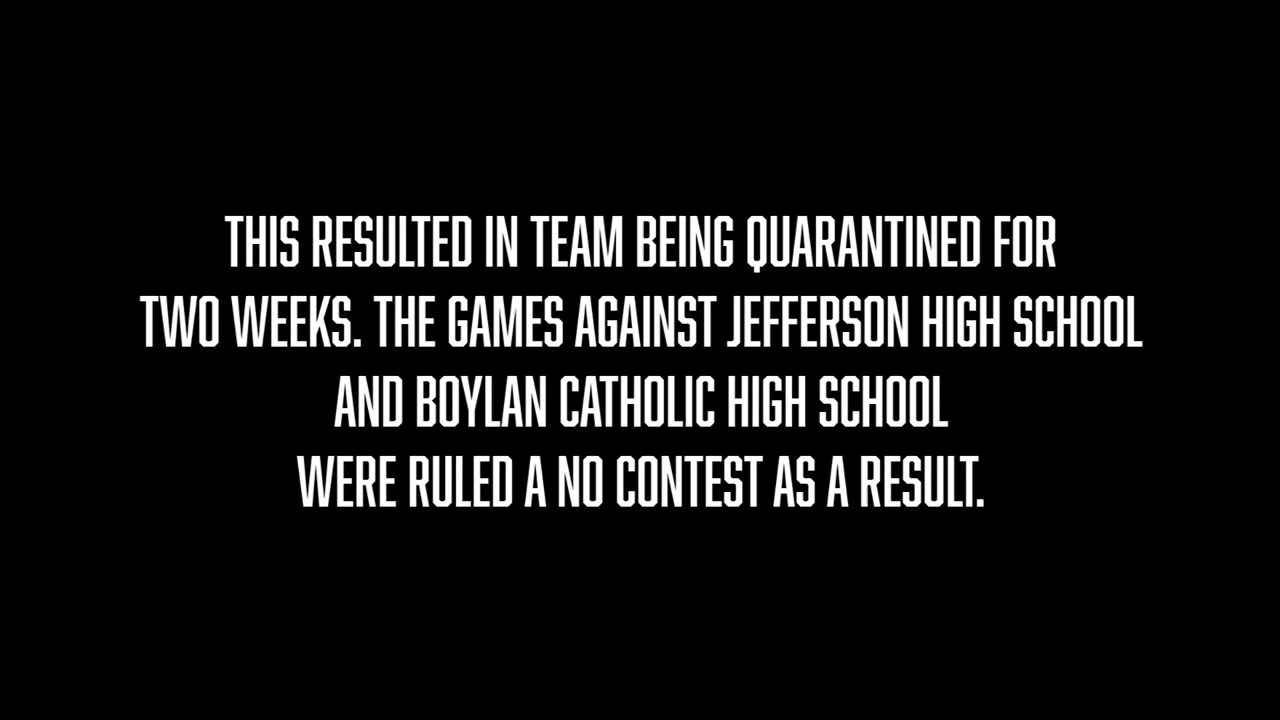 THIS RESULTED IN TEAM BEING QUARANTINED FOR
TWO WEEKS. THE GAMES AGAINST JEFFERSON HIGH SCHOOL
AND BOYLAN CATHOLIC HIGH SCHOOL
WERE RULED A NO CONTEST AS A RESULT.